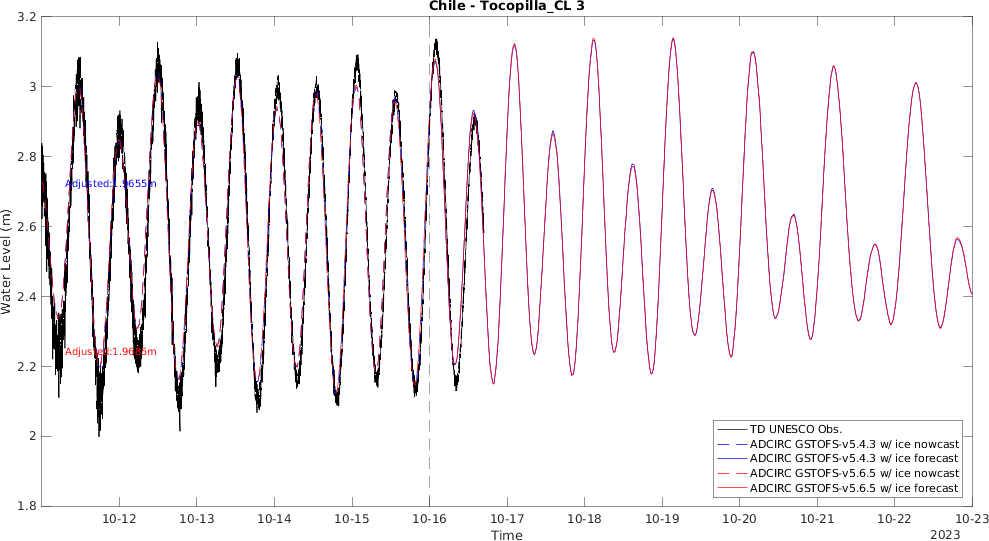 Chile - Tocopilla_CL 3
3.2
3
2.8
2.6
2.4
2.2
2
1.8
Water Level (m)
Adjusted:1.9655m
10-12
10-13
10-14
10-15
10-16
10-17
10-18
10-19
10-20
10-21
10-22
10-23
Time
2023
TD UNESCO Obs.
ADCIRC GSTOFS-v5.4.3 w/ ice nowcast
ADCIRC GSTOFS-v5.4.3 w/ ice forecast
ADCIRC GSTOFS-v5.6.5 w/ ice nowcast
ADCIRC GSTOFS-v5.6.5 w/ ice forecast